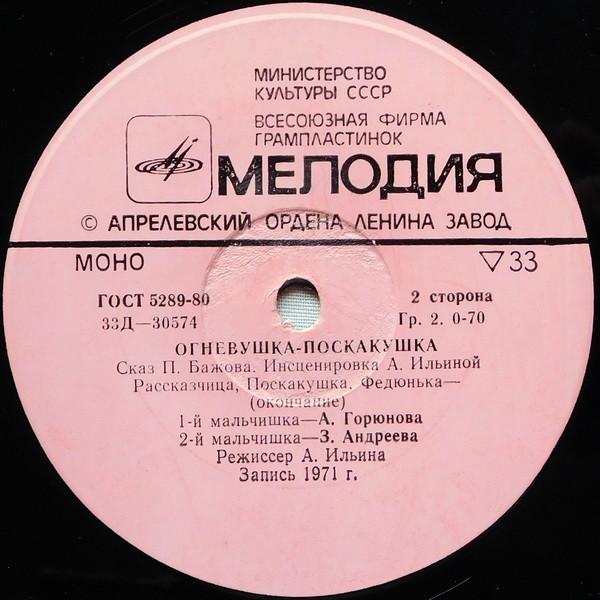 МИНИСТЕРСТВО
КУЛЬТУРЫ СССР
ВСЕСОЮЗНАЯ ФИРМА
ГРАМПЛАСТИНОК
МЕЛОДИЯ
© АПРЕЛЕВСКИЙ ОРДЕНА ЛЕНИНА ЗАВОД
МОНО ▽33
ГОСТ 5289-80 2 сторона
33Д—30574 Гр. 2. 0-70
ОГНЕВУШКА-ПОСКАКУШКА
Сказ П. Бажова. Инсценировка А. Ильиной
Рассказчица, Поскакушка, Федюнька—
(окончание)
1-й мальчишка—А. Горюнова
2-й мальчишка—З. Андреева
Режиссер А. Ильина
Запись 1971 г.